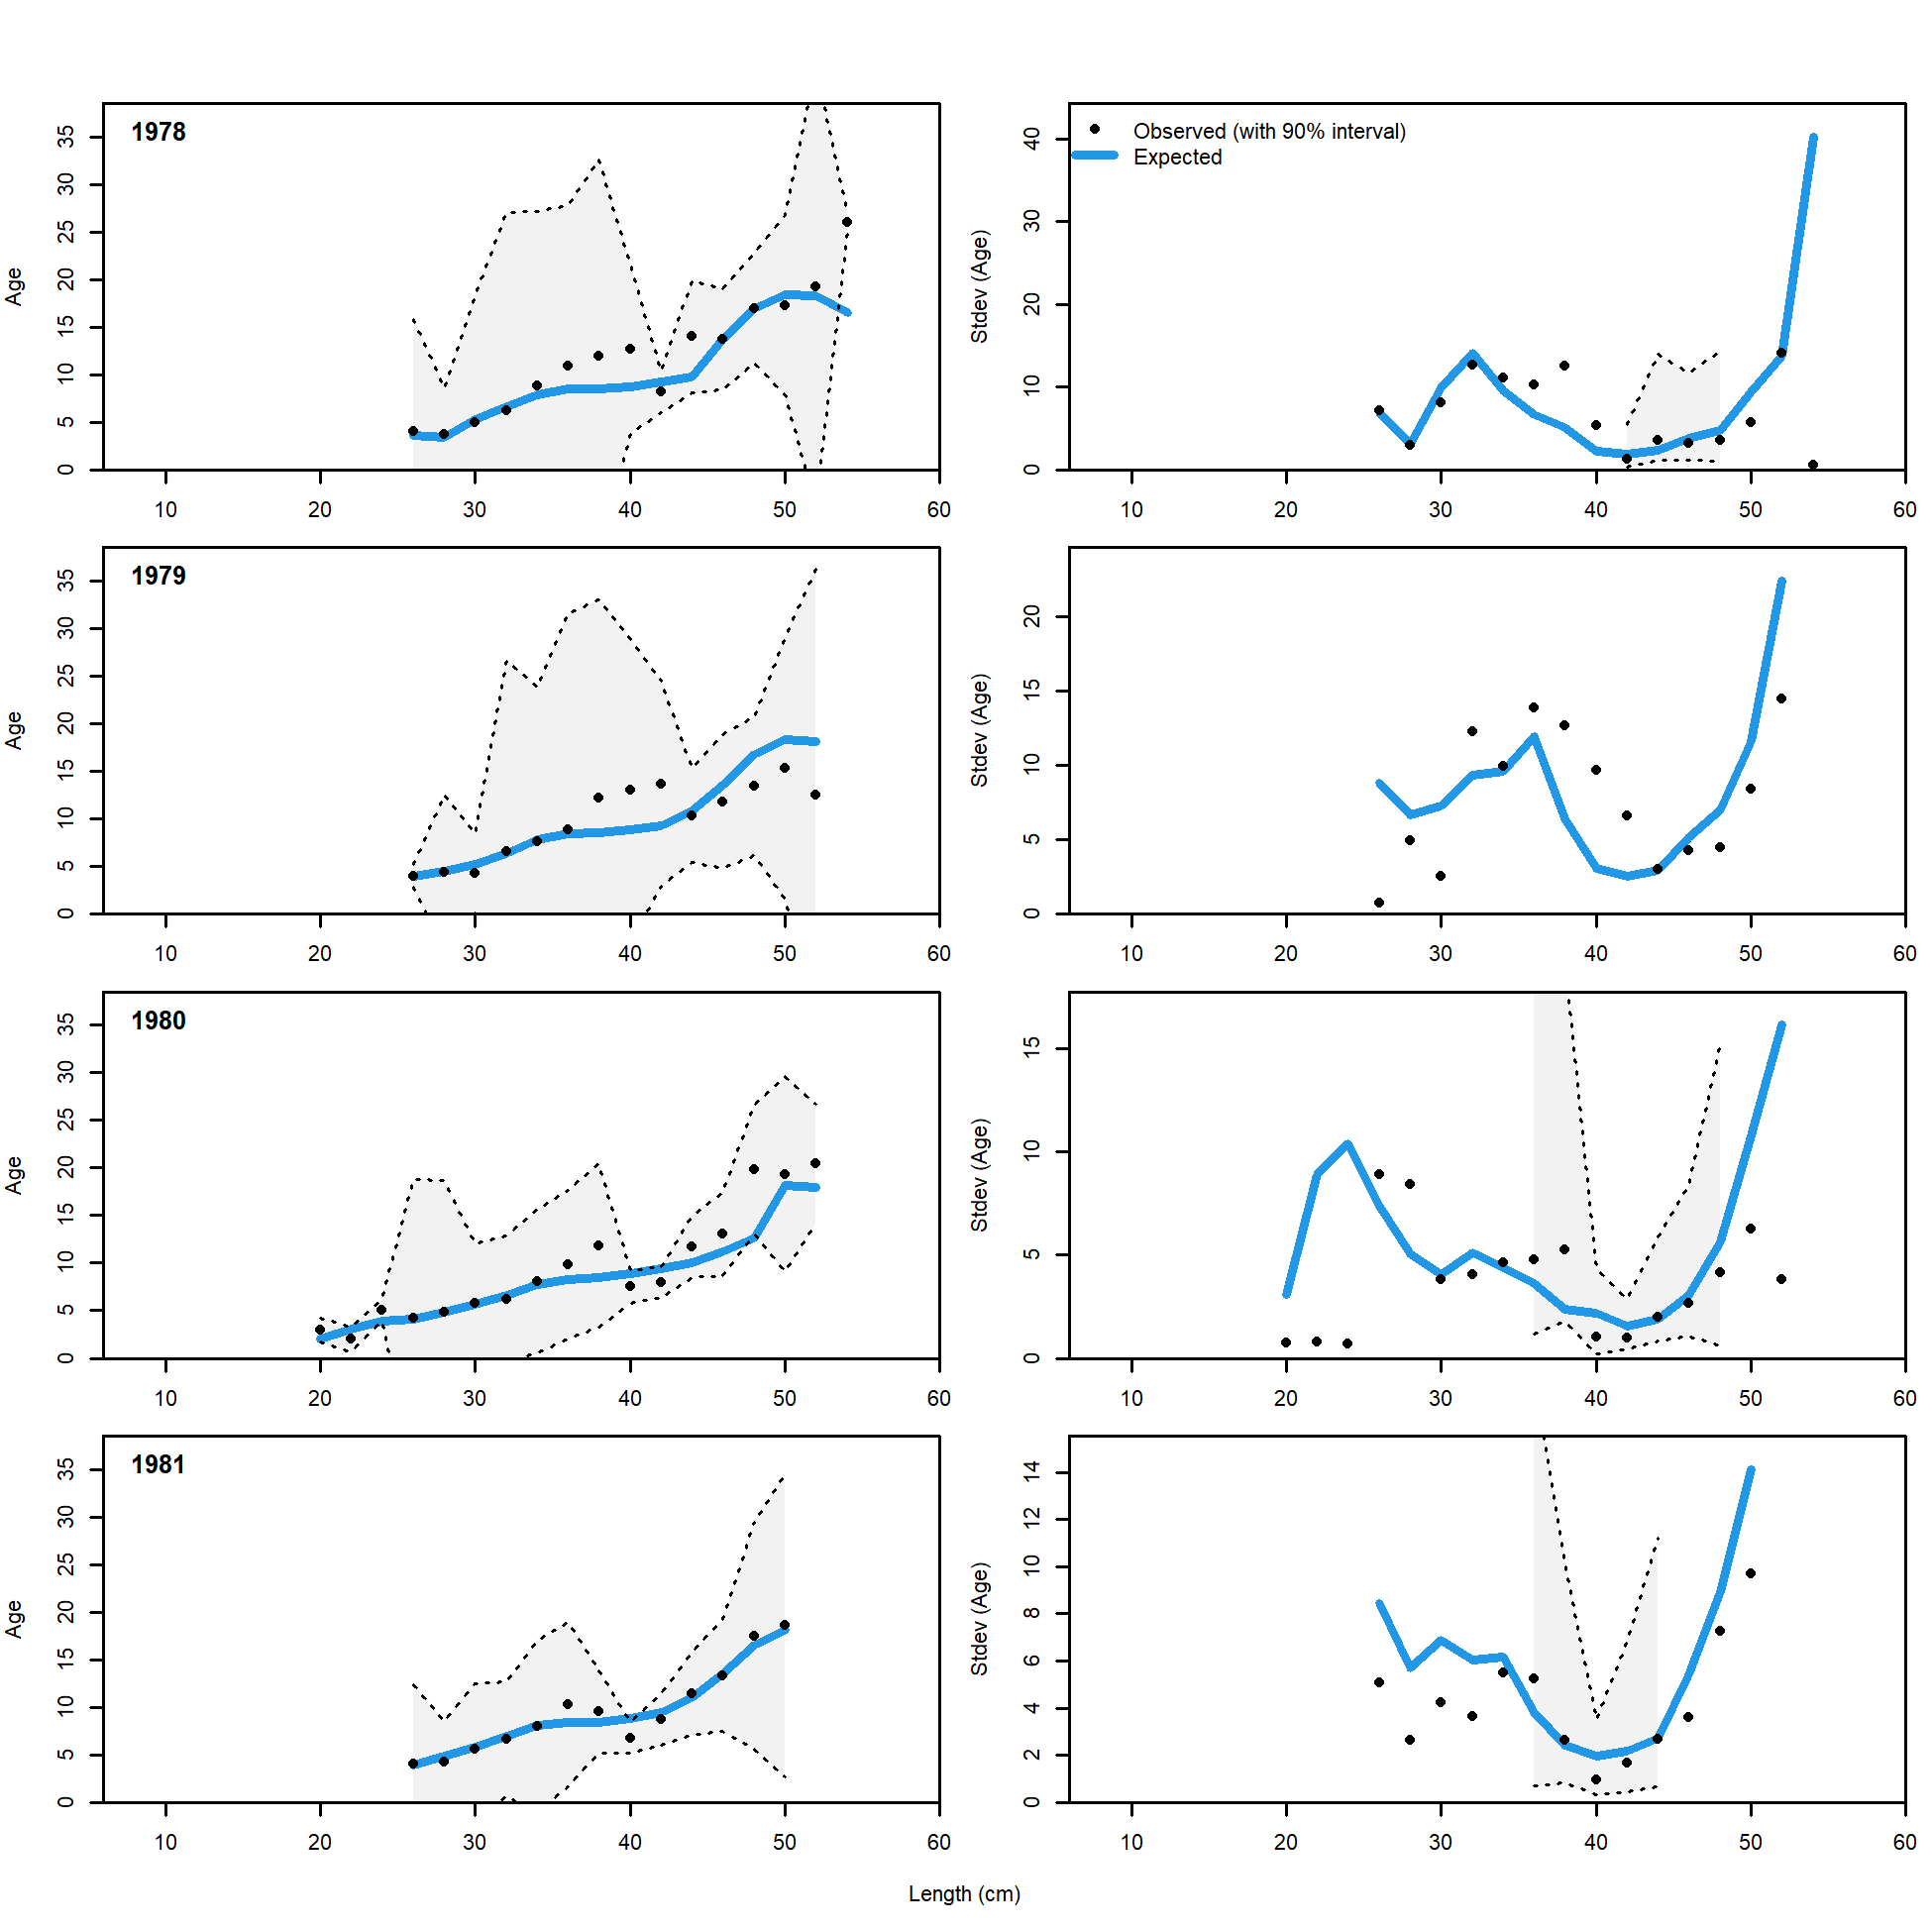 1978
Age
0 5 10 15 20 25 30 35
10 20 30 40 50 60
Observed (with 90% interval)
Expected
Stdev (Age)
0 10 20 30 40
10 20 30 40 50 60
1979
Age
0 5 10 15 20 25 30 35
10 20 30 40 50 60
Stdev (Age)
0 5 10 15 20
10 20 30 40 50 60
1980
Age
0 5 10 15 20 25 30 35
10 20 30 40 50 60
Stdev (Age)
0 5 10 15
10 20 30 40 50 60
1981
Age
0 5 10 15 20 25 30 35
10 20 30 40 50 60
Stdev (Age)
0 2 4 6 8 10 12 14
10 20 30 40 50 60
Length (cm)